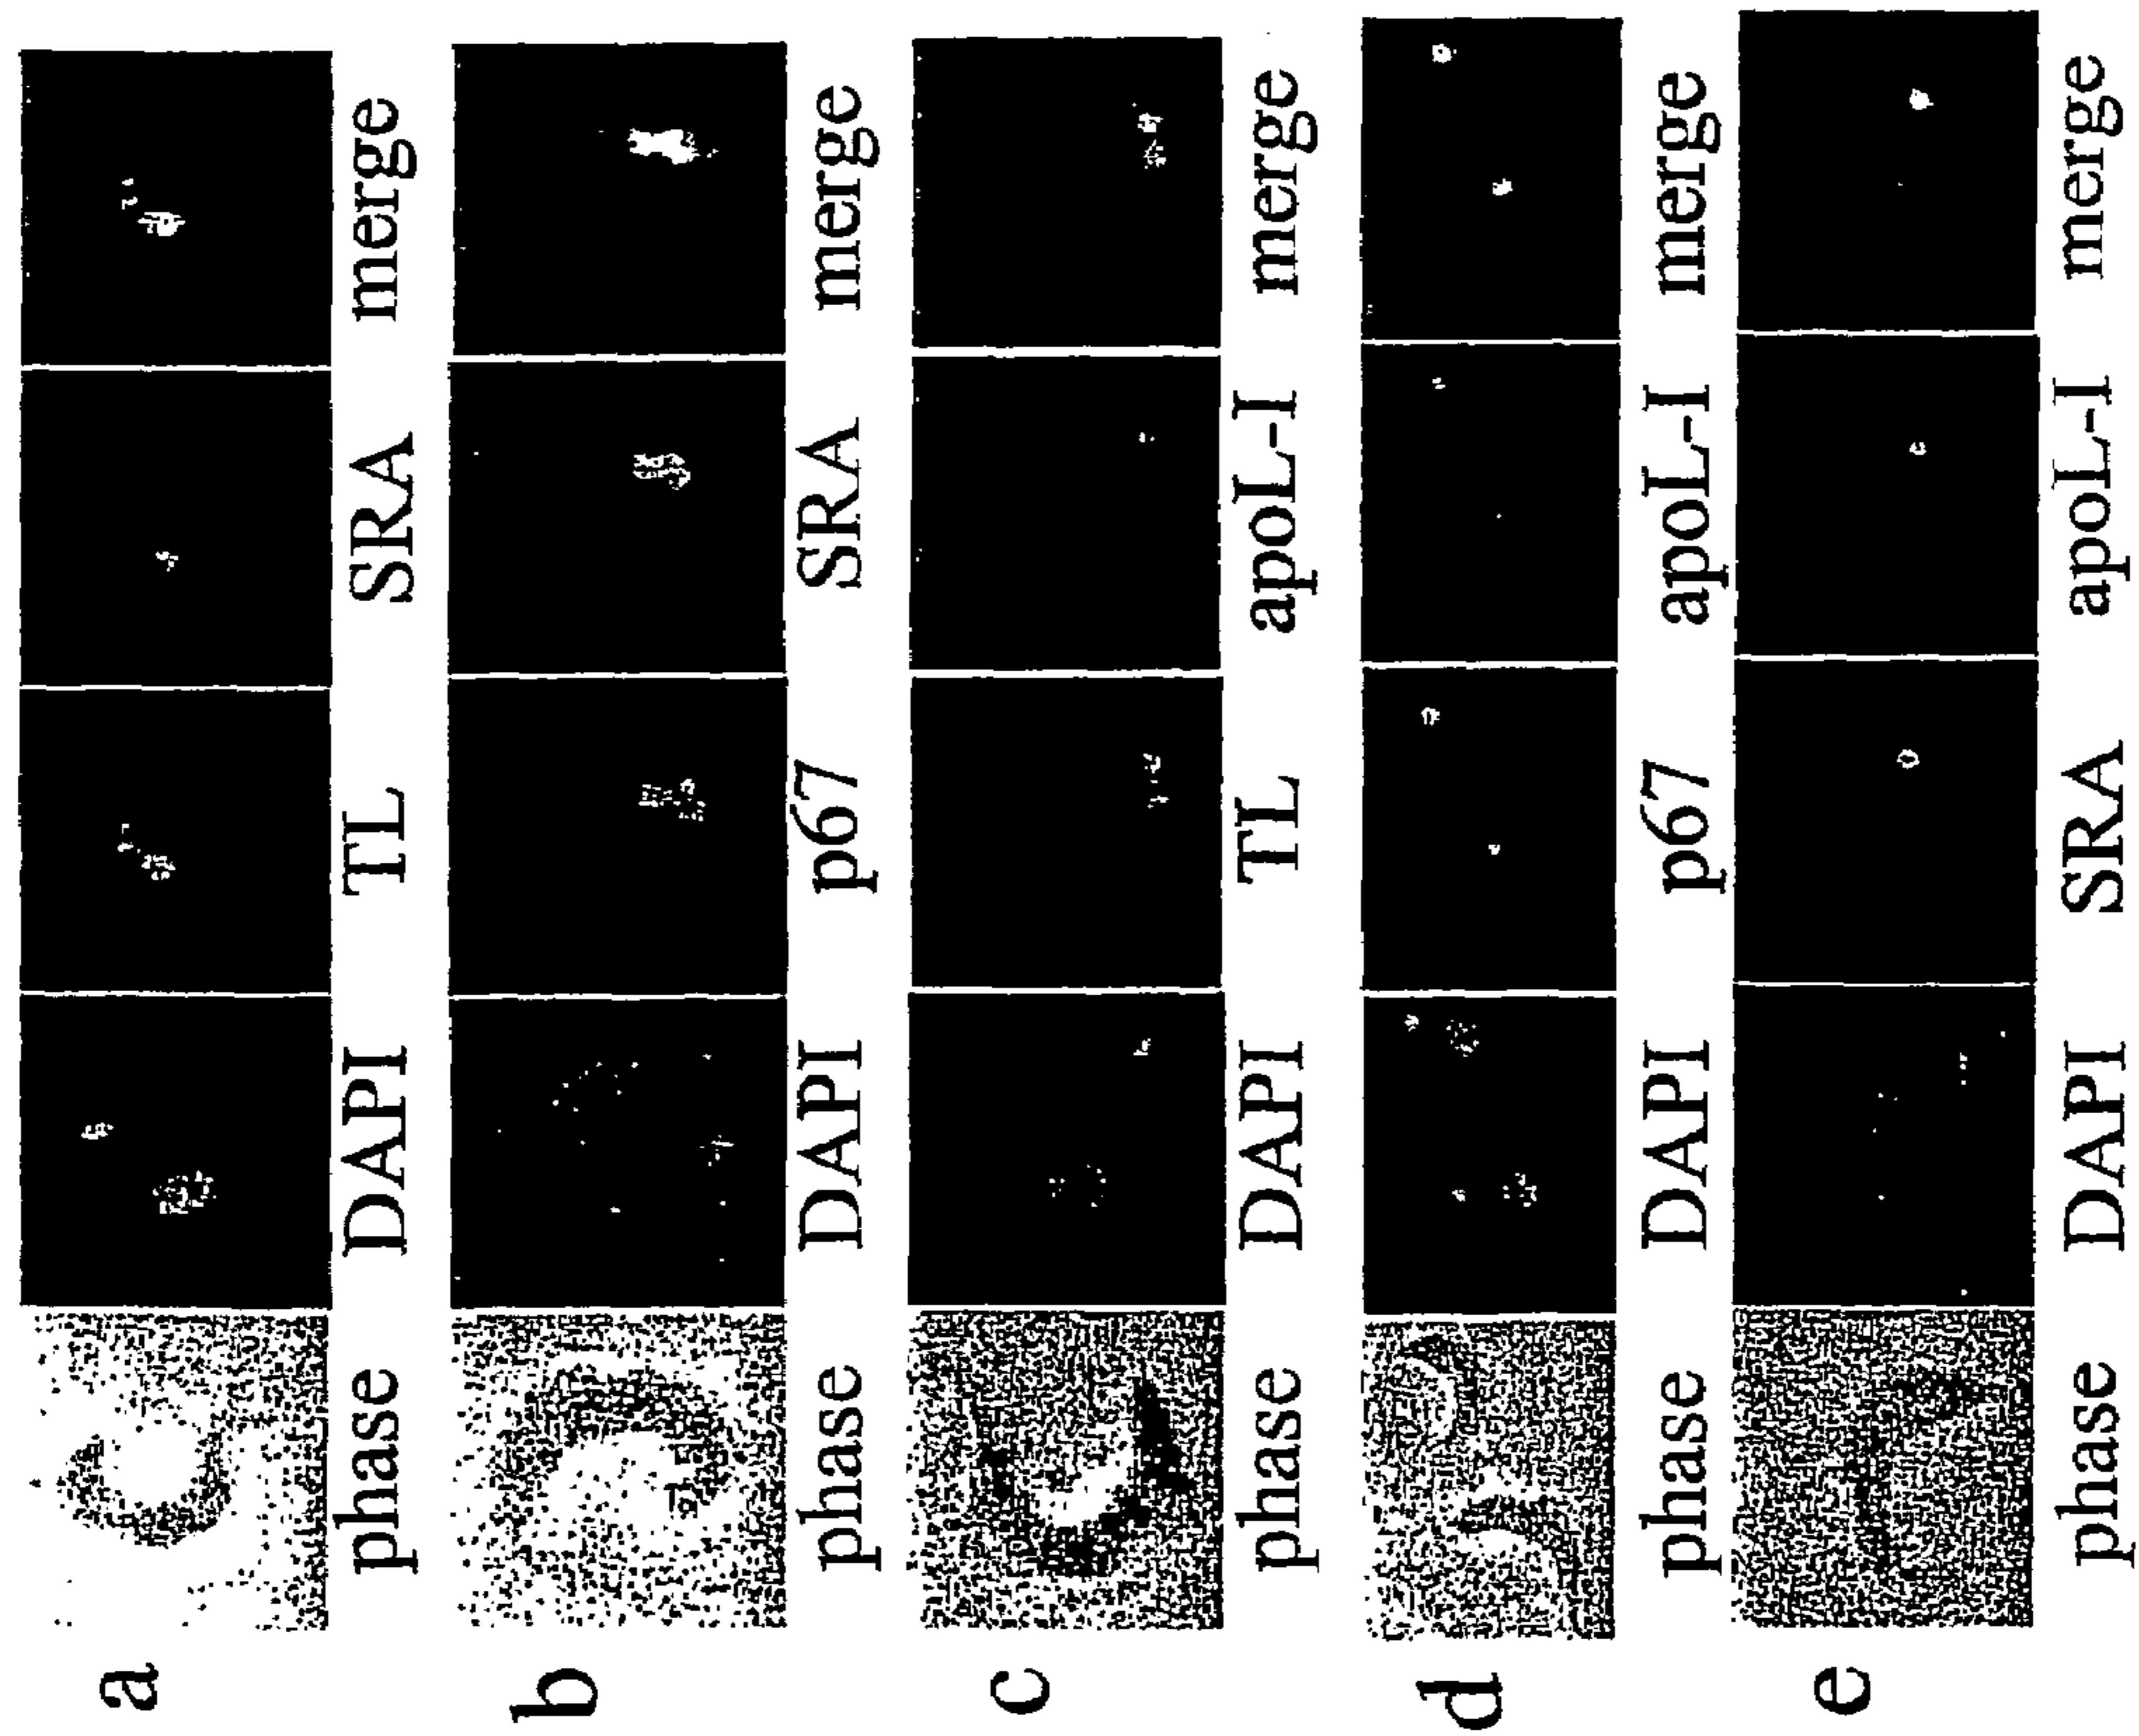 a
phase DAPI TL SRA merge
b
phase DAPI p67 SRA merge
c
phase DAPI TL apoL-I merge
d
phase DAPI p67 apoL-I merge
e
phase DAPI SRA apoL-I merge